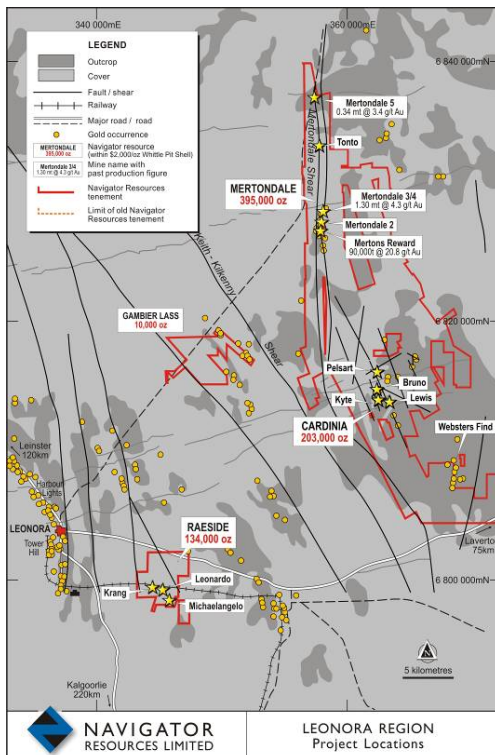 340 000mE
360 000mE
6 840 000mN
LEGEND
Outcrop
Cover
Fault / shear
Railway
Major road / road
Gold occurrence
MERTONDALE
395,000 oz
Navigator resource
(within $2,000/oz Whittle Pit Shell)
Mertondale 3/4
1.30 mt @ 4.3 g/t Au
Mine name with
past production figure
Navigator Resources
tenement
Limit of old Navigator
Resources tenement
Mertondale 5
0.34 mt @ 3.4 g/t Au
Tonto
Mertondale Shear
MERTONDALE
395,000 oz
Mertondale 3/4
1.30 mt @ 4.3 g/t Au
Mertondale 2
Mertons Reward
90,000t @ 20.8 g/t Au
Keith - Kilkenny
Shear
GAMBIER LASS
10,000 oz
6 820 000mN
Pelsart
Bruno
Kyte
Lewis
CARDINIA
203,000 oz
Websters Find
Leinster
120km
Harbour
Lights
LEONORA
Tower
Hill
RAESIDE
134,000 oz
Leonardo
Krang
Michaelangelo
Laverton
75km
6 800 000mN
Kalgoorlie
220km
5 kilometres
NAVIGATOR
RESOURCES LIMITED
LEONORA REGION
Project Locations